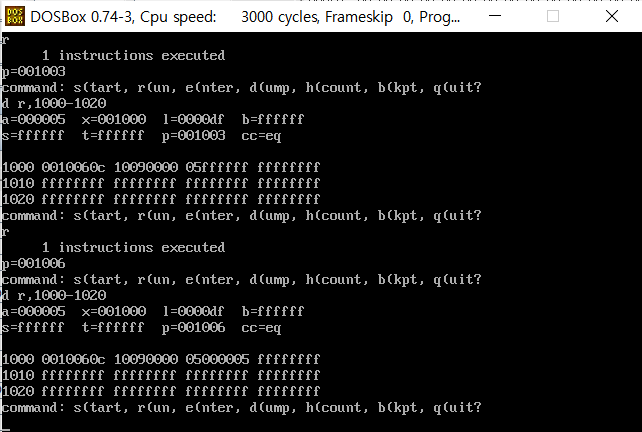 DOSBox 0.74-3, Cpu speed: 3000 cycles, Frameskip 0, Prog...
r
1 instructions executed
p=001003
command: s(tart, r(un, e(nter, d(ump, h(count, b(kpt, q(uit?
d r,1000-1020
a=000005 x=001000 l=0000df b=ffffff
s=ffffff t=ffffff p=001003 cc=eq
1000 0010060c 10090000 05ffffff ffffffff
1010 ffffffff ffffffff ffffffff ffffffff
1020 ffffffff ffffffff ffffffff ffffffff
command: s(tart, r(un, e(nter, d(ump, h(count, b(kpt, q(uit?
r
1 instructions executed
p=001006
command: s(tart, r(un, e(nter, d(ump, h(count, b(kpt, q(uit?
d r,1000-1020
a=000005 x=001000 l=0000df b=ffffff
s=ffffff t=ffffff p=001006 cc=eq
1000 0010060c 10090000 05000005 ffffffff
1010 ffffffff ffffffff ffffffff ffffffff
1020 ffffffff ffffffff ffffffff ffffffff
command: s(tart, r(un, e(nter, d(ump, h(count, b(kpt, q(uit?